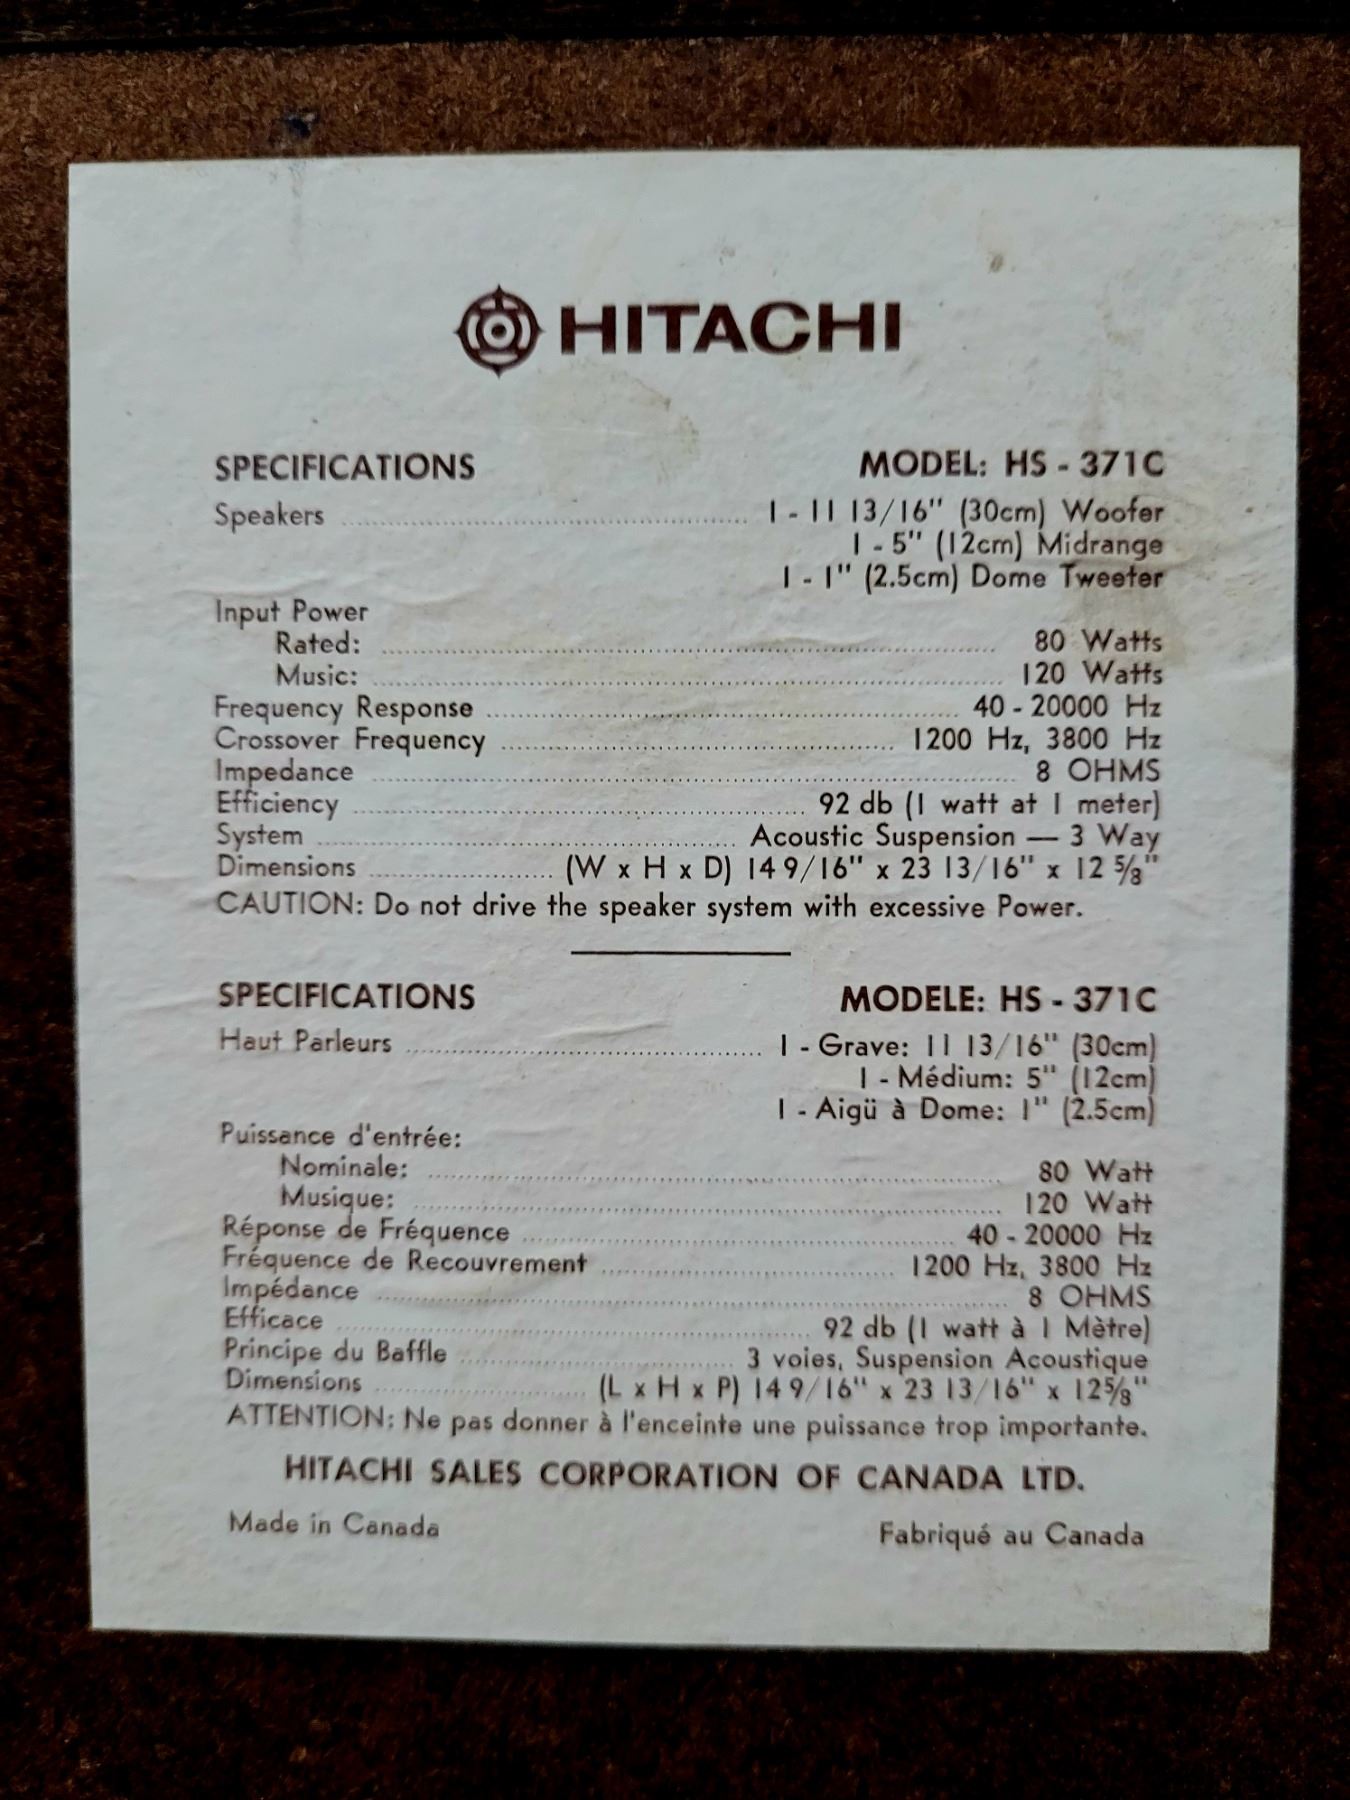 HITACHI
SPECIFICATIONS MODEL: HS - 371C
Speakers ........ 1 - 11 13/16" (30cm) Woofer
1 - 5" (12cm) Midrange
1 - 1" (2.5cm) Dome Tweeter
Input Power
Rated: ........ 80 Watts
Music: ........ 120 Watts
Frequency Response ........ 40 - 20000 Hz
Crossover Frequency ........ 1200 Hz, 3800 Hz
Impedance ........ 8 OHMS
Efficiency ........ 92 db (1 watt at 1 meter)
System ........ Acoustic Suspension — 3 Way
Dimensions ........ (W x H x D) 14 9/16" x 23 13/16" x 12 5/8"
CAUTION: Do not drive the speaker system with excessive Power.
SPECIFICATIONS MODELE: HS - 371C
Haut Parleurs ........ 1 - Grave: 11 13/16" (30cm)
1 - Médium: 5" (12cm)
1 - Aigü à Dome: 1" (2.5cm)
Puissance d'entrée:
Nominale: ........ 80 Watt
Musique: ........ 120 Watt
Réponse de Fréquence ........ 40 - 20000 Hz
Fréquence de Recouvrement ........ 1200 Hz, 3800 Hz
Impédance ........ 8 OHMS
Efficace ........ 92 db (1 watt à 1 Mètre)
Principe du Baffle ........ 3 voies, Suspension Acoustique
Dimensions ........ (L x H x P) 14 9/16" x 23 13/16" x 12 5/8"
ATTENTION: Ne pas donner à l'enceinte une puissance trop importante.
HITACHI SALES CORPORATION OF CANADA LTD.
Made in Canada Fabriqué au Canada